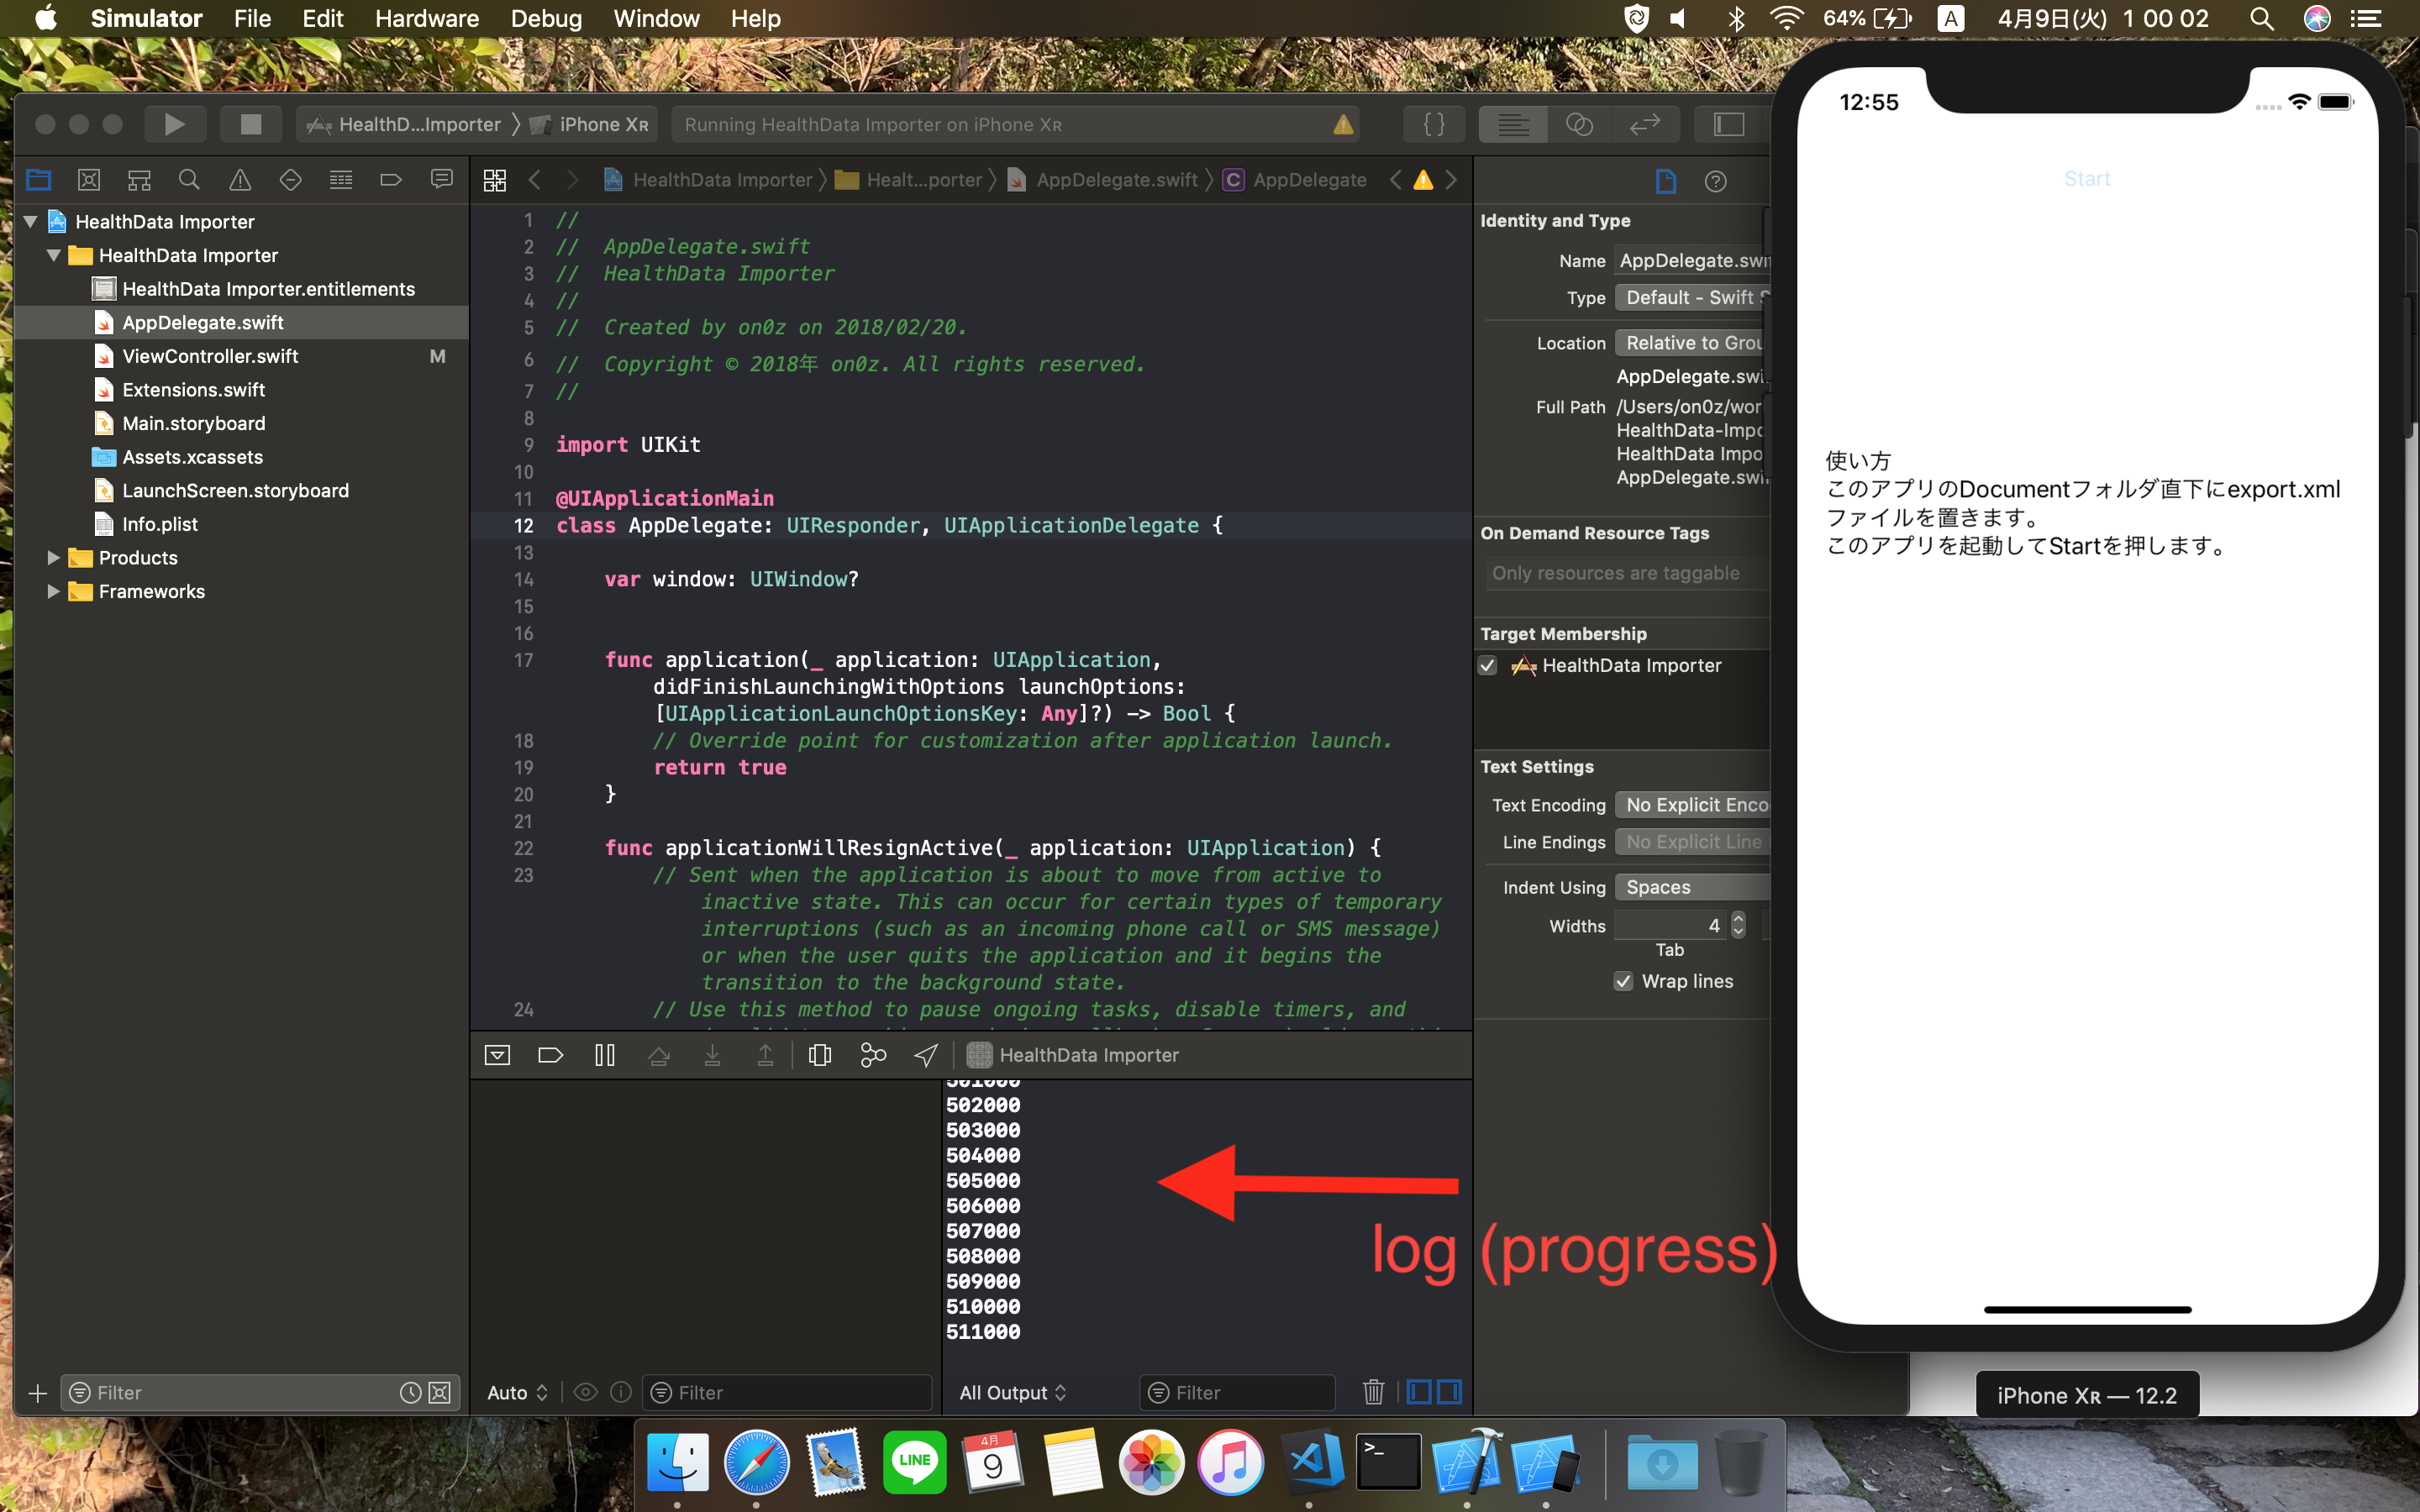 Simulator File Edit Hardware Debug Window Help
64% A 4月9日(火) 1 00 02
HealthD...Importer iPhone XR
Running HealthData Importer on iPhone XR
{ }
HealthData Importer Healt...porter AppDelegate.swift C AppDelegate
HealthData Importer
HealthData Importer
HealthData Importer.entitlements
AppDelegate.swift
ViewController.swift M
Extensions.swift
Main.storyboard
Assets.xcassets
LaunchScreen.storyboard
Info.plist
Products
Frameworks
Filter
1 //
2 // AppDelegate.swift
3 // HealthData Importer
4 //
5 // Created by on0z on 2018/02/20.
6 // Copyright © 2018年 on0z. All rights reserved.
7 //
8
9 import UIKit
10
11 @UIApplicationMain
12 class AppDelegate: UIResponder, UIApplicationDelegate {
13
14 var window: UIWindow?
15
16
17 func application(_ application: UIApplication,
didFinishLaunchingWithOptions launchOptions:
[UIApplicationLaunchOptionsKey: Any]?) -> Bool {
18 // Override point for customization after application launch.
19 return true
20 }
21
22 func applicationWillResignActive(_ application: UIApplication) {
23 // Sent when the application is about to move from active to
inactive state. This can occur for certain types of temporary
interruptions (such as an incoming phone call or SMS message)
or when the user quits the application and it begins the
transition to the background state.
24 // Use this method to pause ongoing tasks, disable timers, and
HealthData Importer
501000
502000
503000
504000
505000
506000
507000
508000
509000
510000
511000
Auto Filter
All Output Filter
log (progress)
Identity and Type
Name AppDelegate.swi
Type Default - Swift S
Location Relative to Grou
AppDelegate.swi
Full Path /Users/on0z/wor
HealthData-Impo
HealthData Impo
AppDelegate.swi
On Demand Resource Tags
Only resources are taggable
Target Membership
HealthData Importer
Text Settings
Text Encoding No Explicit Enco
Line Endings No Explicit Line
Indent Using Spaces
Widths 4
Tab
Wrap lines
12:55
Start
使い方
このアプリのDocumentフォルダ直下にexport.xml
ファイルを置きます。
このアプリを起動してStartを押します。
iPhone XR — 12.2
LINE
4月
9
>_